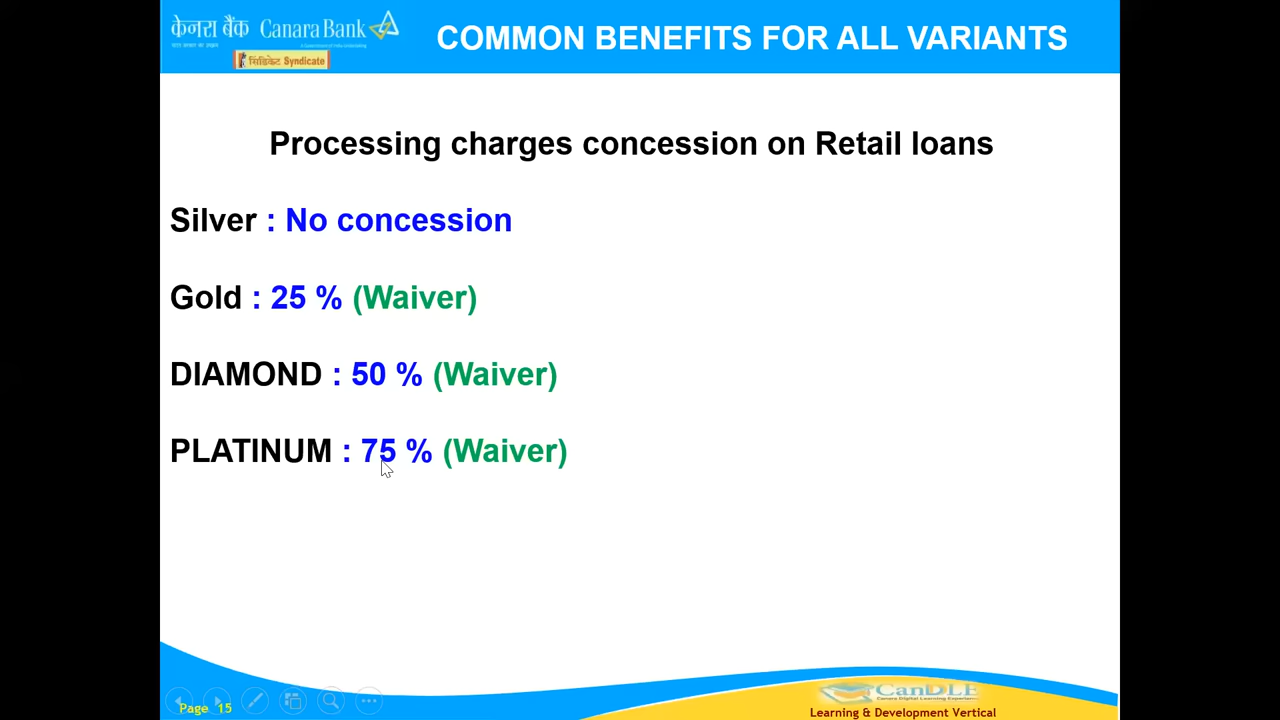 केनरा बैंक Canara Bank
सिंडिकेट Syndicate
COMMON BENEFITS FOR ALL VARIANTS
Processing charges concession on Retail loans
Silver : No concession
Gold : 25 % (Waiver)
DIAMOND : 50 % (Waiver)
PLATINUM : 75 % (Waiver)
Page 15
CanDLE
Learning & Development Vertical